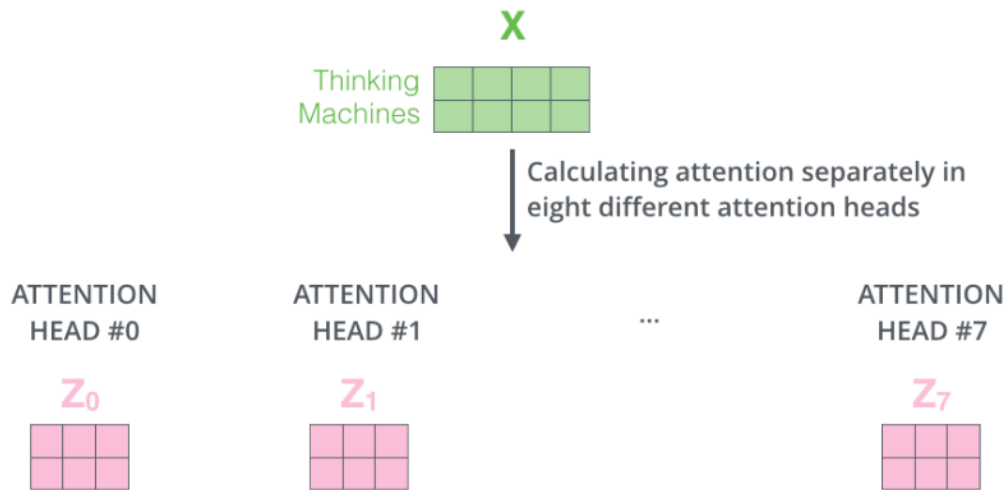 X
Thinking
Machines
Calculating attention separately in
eight different attention heads
ATTENTION
HEAD #0
ATTENTION
HEAD #1
...
ATTENTION
HEAD #7
Z₀
Z₁
Z₇